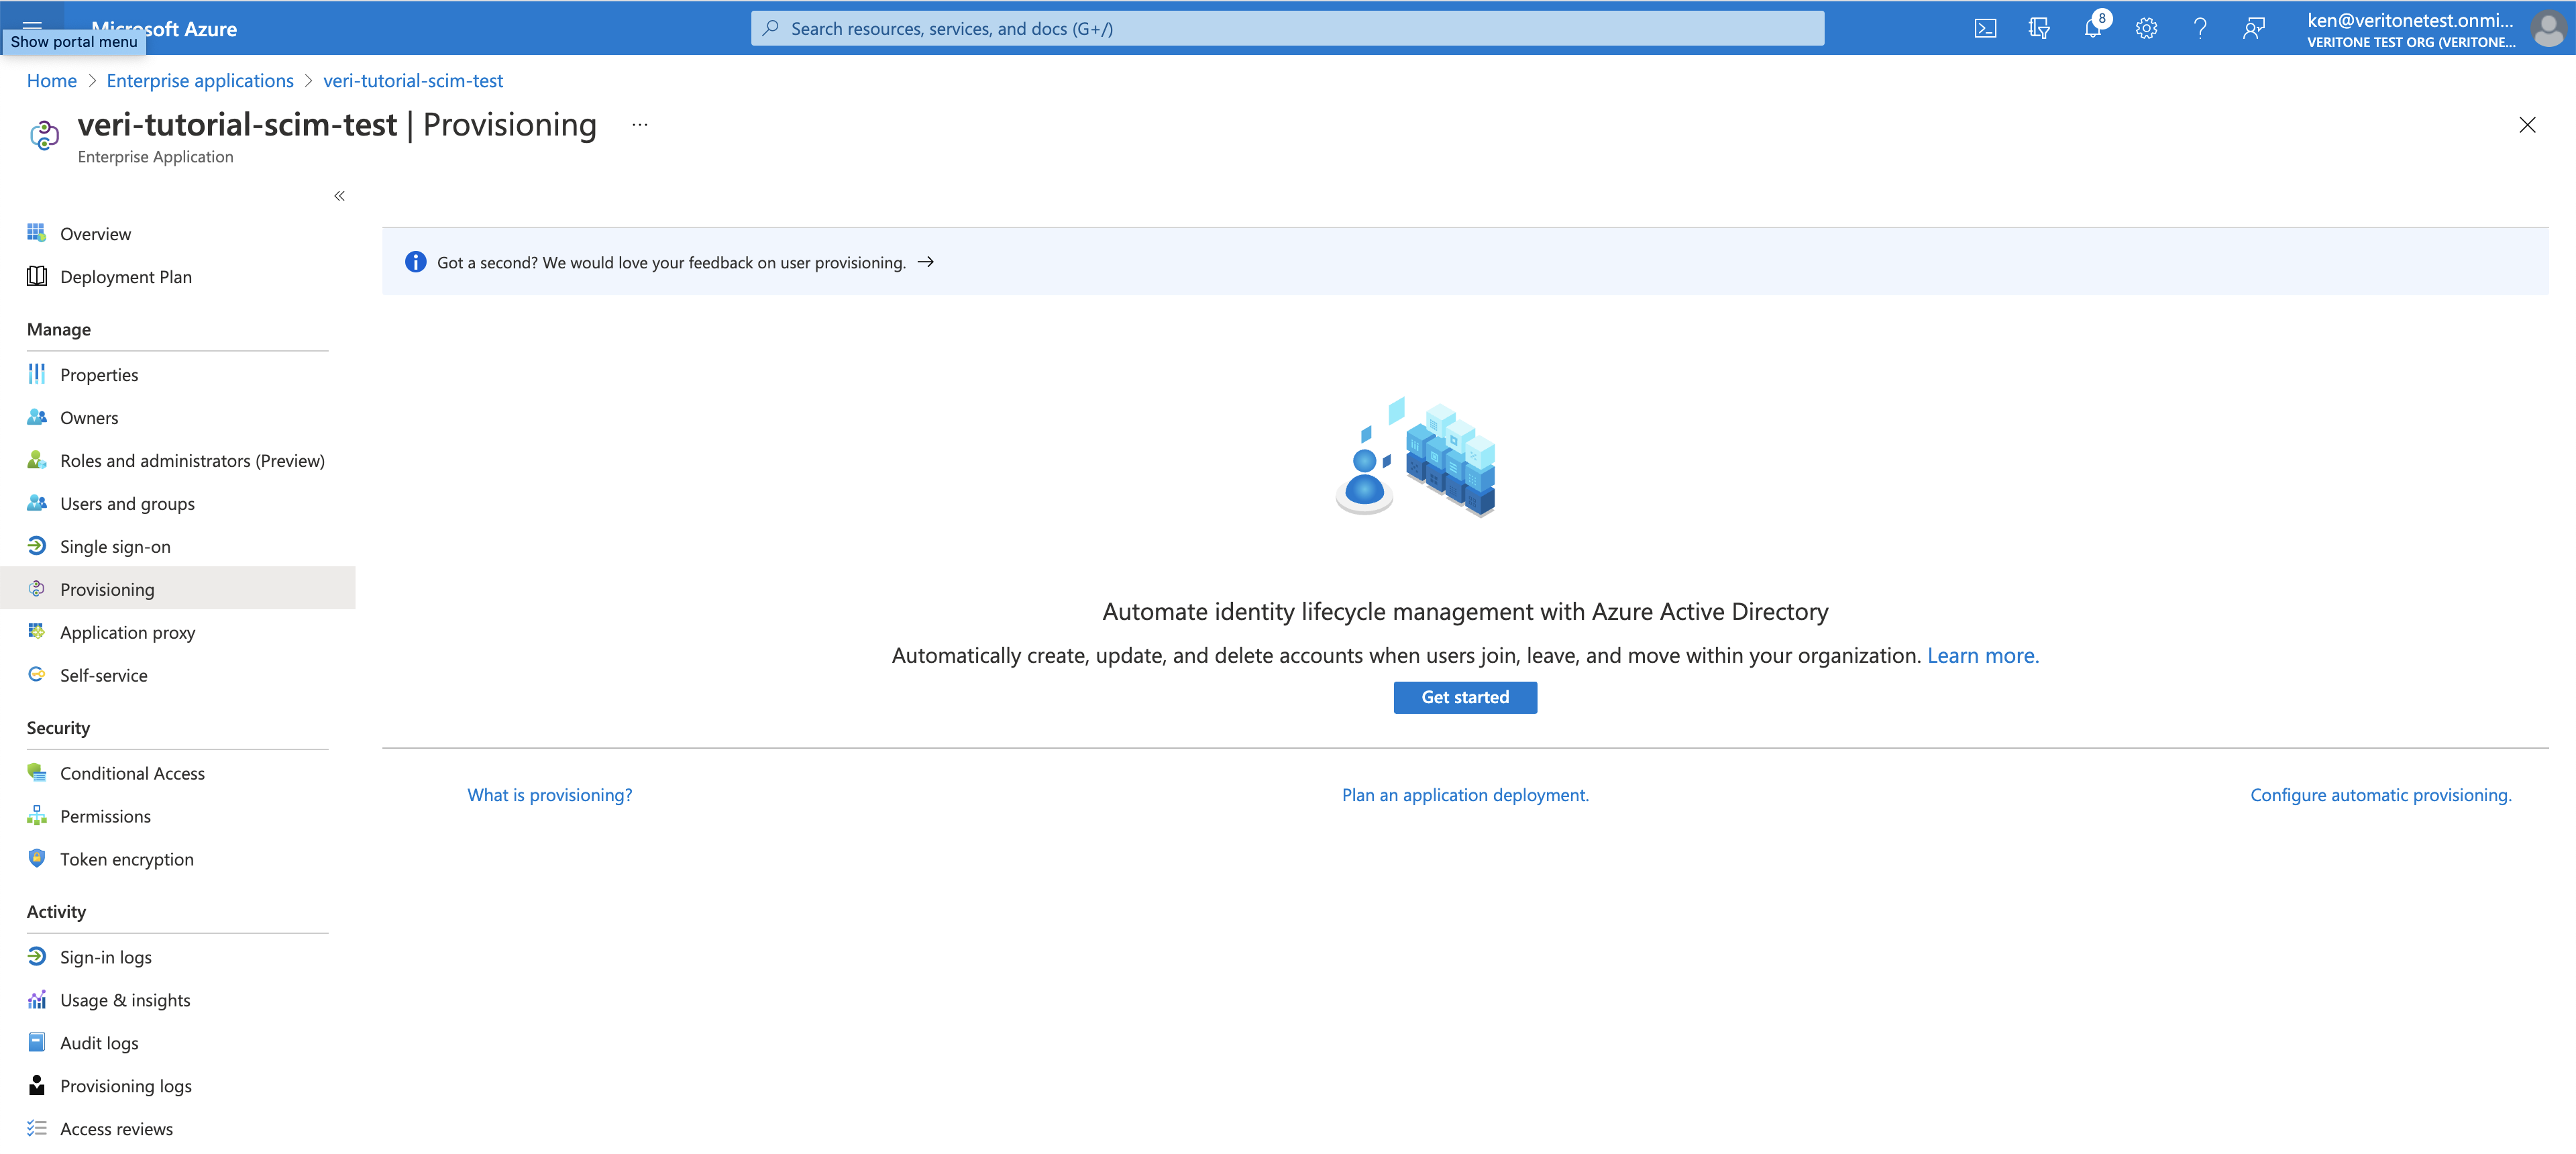 Microsoft Azure
Show portal menu
Search resources, services, and docs (G+/)
8
ken@veritonetest.onmi...
VERITONE TEST ORG (VERITONE...
Home > Enterprise applications > veri-tutorial-scim-test
veri-tutorial-scim-test | Provisioning ...
Enterprise Application
Overview
Deployment Plan
Manage
Properties
Owners
Roles and administrators (Preview)
Users and groups
Single sign-on
Provisioning
Application proxy
Self-service
Security
Conditional Access
Permissions
Token encryption
Activity
Sign-in logs
Usage & insights
Audit logs
Provisioning logs
Access reviews
Got a second? We would love your feedback on user provisioning. →
Automate identity lifecycle management with Azure Active Directory
Automatically create, update, and delete accounts when users join, leave, and move within your organization. Learn more.
Get started
What is provisioning?
Plan an application deployment.
Configure automatic provisioning.